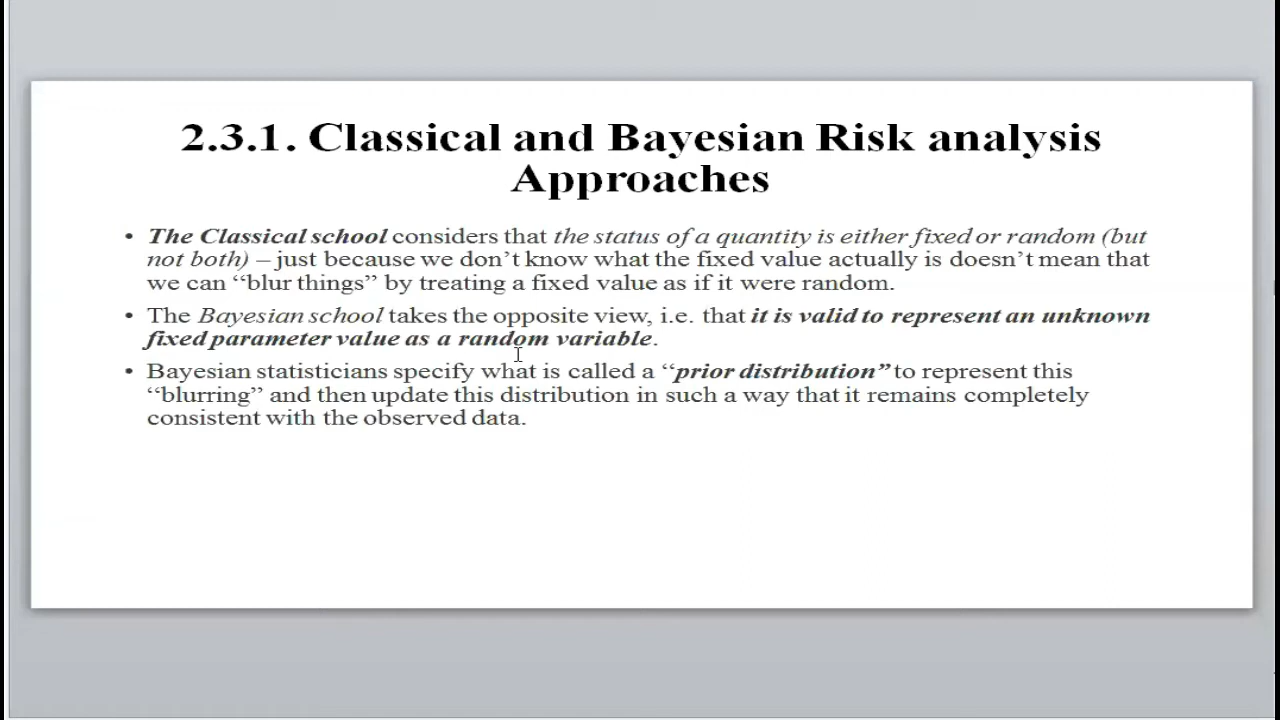 2.3.1. Classical and Bayesian Risk analysis
Approaches
• The Classical school considers that the status of a quantity is either fixed or random (but
not both) – just because we don’t know what the fixed value actually is doesn’t mean that
we can “blur things” by treating a fixed value as if it were random.
• The Bayesian school takes the opposite view, i.e. that it is valid to represent an unknown
fixed parameter value as a random variable.
• Bayesian statisticians specify what is called a “prior distribution” to represent this
“blurring” and then update this distribution in such a way that it remains completely
consistent with the observed data.